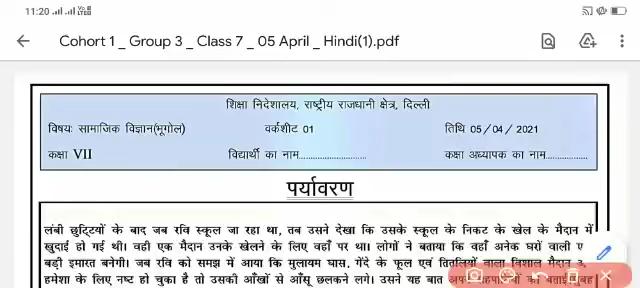 11:20
Cohort 1 _ Group 3 _ Class 7 _ 05 April _ Hindi(1).pdf
शिक्षा निदेशालय, राष्ट्रीय राजधानी क्षेत्र, दिल्ली
विषयः सामाजिक विज्ञान(भूगोल) वर्कशीट 01 तिथि 05/04/2021
कक्षा VII विद्यार्थी का नाम........................... कक्षा अध्यापक का नाम.................
पर्यावरण
लंबी छुट्टियों के बाद जब रवि स्कूल जा रहा था, तब उसने देखा कि उसके स्कूल के निकट के खेल के मैदान में
खुदाई हो गई थी। वही एक मैदान उनके खेलने के लिए वहाँ पर था। लोगों ने बताया कि वहाँ अनेक घरों वाली
बड़ी इमारत बनेगी। जब रवि को समझ में आया कि मुलायम घास, गेंदे के फूल एवं तितलियों वाला विशाल मैदान
हमेशा के लिए नष्ट हो चुका है तो उसकी आँखों से आँसू छलकने लगे। उसने यह बात